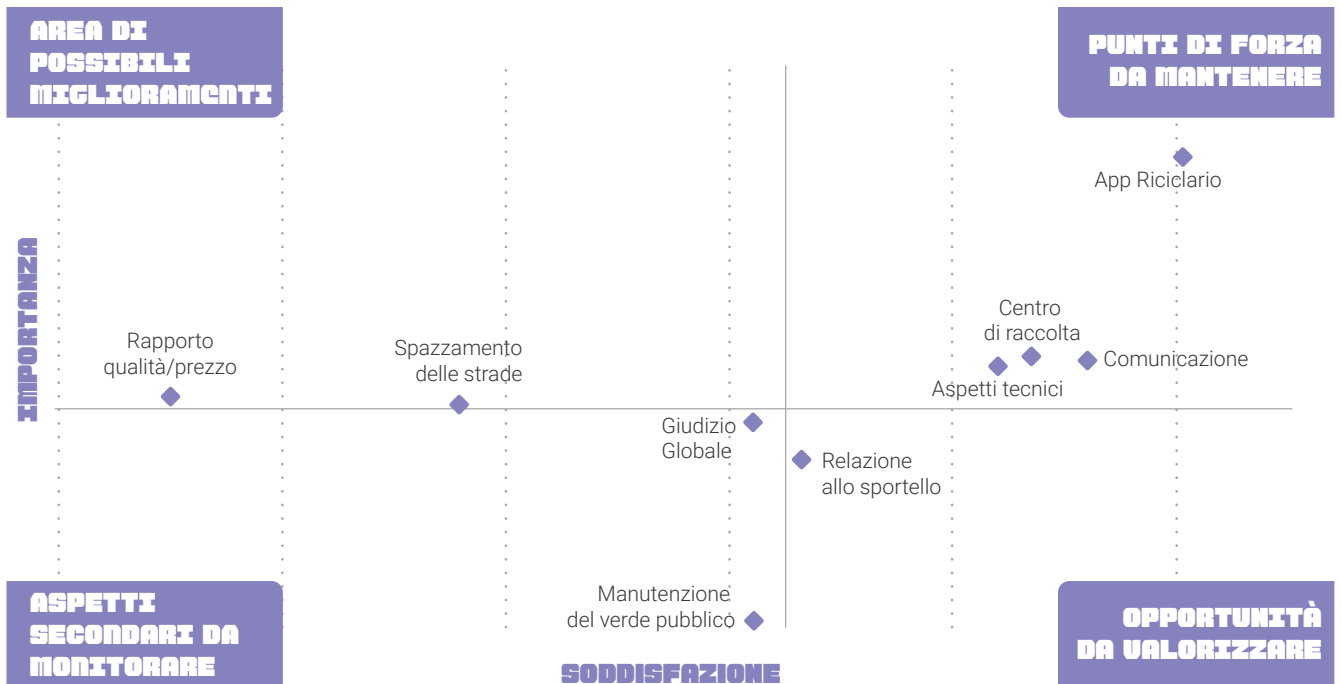 AREA DI
POSSIBILI
MIGLIORAMENTI
PUNTI DI FORZA
DA MANTENERE
App Riciclario
IMPORTANZA
Centro
di raccolta
Rapporto
qualità/prezzo
Spazzamento
delle strade
Comunicazione
Aspetti tecnici
Giudizio
Globale
Relazione
allo sportello
Manutenzione
del verde pubblico
ASPETTI
SECONDARI DA
MONITORARE
OPPORTUNITÀ
DA VALORIZZARE
SODDISFAZIONE